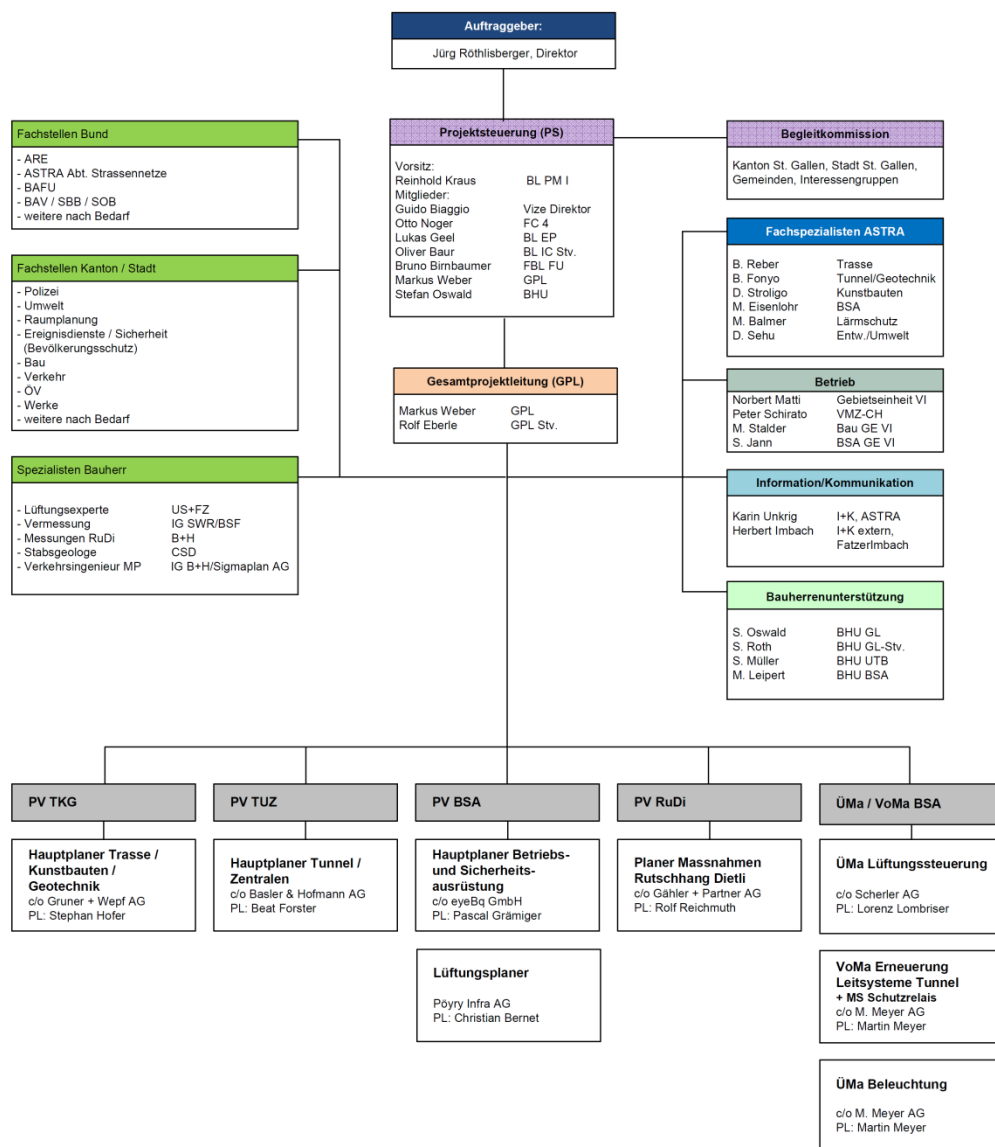 Auftraggeber:
Jürg Röthlisberger, Direktor
Fachstellen Bund
- ARE
- ASTRA Abt. Strassennetze
- BAFU
- BAV / SBB / SOB
- weitere nach Bedarf
Projektsteuerung (PS)
Vorsitz:
Reinhold Kraus BL PM I
Mitglieder:
Guido Biaggio Vize Direktor
Otto Noger FC 4
Lukas Geel BL EP
Oliver Baur BL IC Stv.
Bruno Birnbaumer FBL FU
Markus Weber GPL
Stefan Oswald BHU
Begleitkommission
Kanton St. Gallen, Stadt St. Gallen,
Gemeinden, Interessengruppen
Fachspezialisten ASTRA
B. Reber Trasse
B. Fonyo Tunnel/Geotechnik
D. Stroligo Kunstbauten
M. Eisenlohr BSA
M. Balmer Lärmschutz
D. Sehu Entw./Umwelt
Fachstellen Kanton / Stadt
- Polizei
- Umwelt
- Raumplanung
- Ereignisdienste / Sicherheit
(Bevölkerungsschutz)
- Bau
- Verkehr
- ÖV
- Werke
- weitere nach Bedarf
Gesamtprojektleitung (GPL)
Markus Weber GPL
Rolf Eberle GPL Stv.
Betrieb
Norbert Matti Gebietseinheit VI
Peter Schirato VMZ-CH
M. Stalder Bau GE VI
S. Jann BSA GE VI
Spezialisten Bauherr
- Lüftungsexperte US+FZ
- Vermessung IG SWR/BSF
- Messungen RuDi B+H
- Stabsgeologe CSD
- Verkehrsingenieur MP IG B+H/Sigmaplan AG
Information/Kommunikation
Karin Unkrig I+K, ASTRA
Herbert Imbach I+K extern,
FatzerImbach
Bauherrenunterstützung
S. Oswald BHU GL
S. Roth BHU GL-Stv.
S. Müller BHU UTB
M. Leipert BHU BSA
PV TKG
Hauptplaner Trasse /
Kunstbauten /
Geotechnik
c/o Gruner + Wepf AG
PL: Stephan Hofer
PV TUZ
Hauptplaner Tunnel /
Zentralen
c/o Basler & Hofmann AG
PL: Beat Forster
PV BSA
Hauptplaner Betriebs-
und Sicherheits-
ausrüstung
c/o eyeBq GmbH
PL: Pascal Grämiger
Lüftungsplaner
Pöyry Infra AG
PL: Christian Bernet
PV RuDi
Planer Massnahmen
Rutschhang Dietli
c/o Gähler + Partner AG
PL: Rolf Reichmuth
ÜMa / VoMa BSA
ÜMa Lüftungssteuerung
c/o Scherler AG
PL: Lorenz Lombriser
VoMa Erneuerung
Leitsysteme Tunnel
+ MS Schutzrelais
c/o M. Meyer AG
PL: Martin Meyer
ÜMa Beleuchtung
c/o M. Meyer AG
PL: Martin Meyer